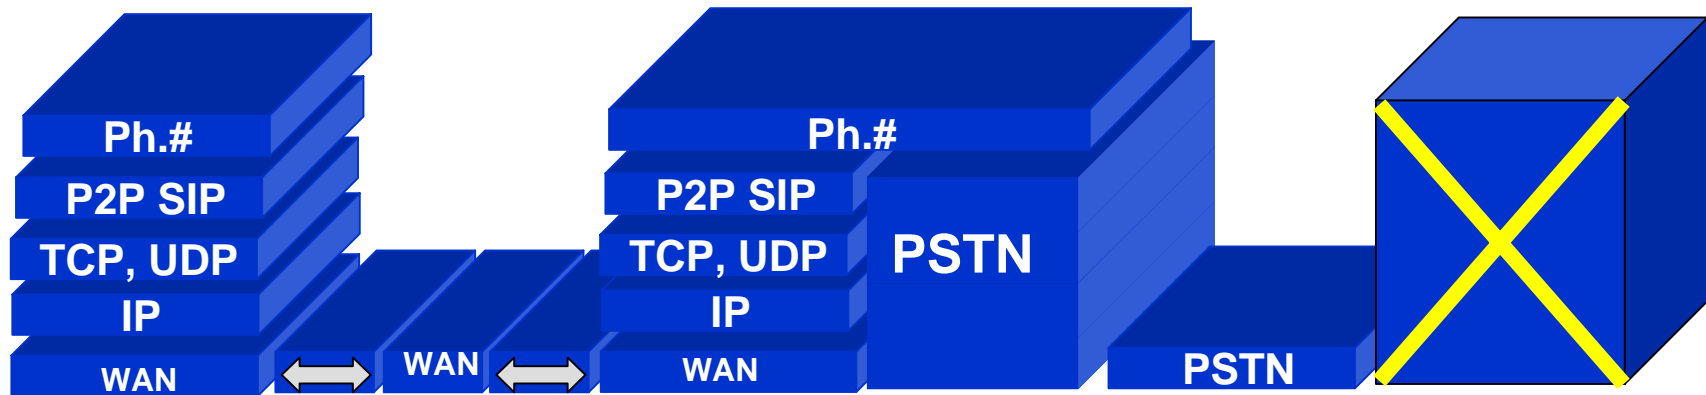 Ph.#
P2P SIP
TCP, UDP
IP
WAN
WAN
Ph.#
P2P SIP
TCP, UDP
IP
WAN
PSTN
PSTN